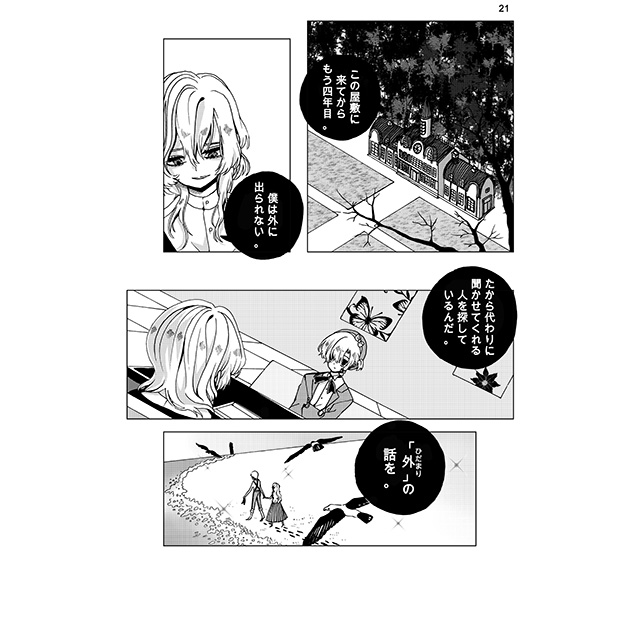 21
この屋敷に
来てから
もう四年目。
僕は外に
出られない。
たから代わりに
聞かせてくれる
人を探して
いるんだ。
「外」の
ひだまり
話を。